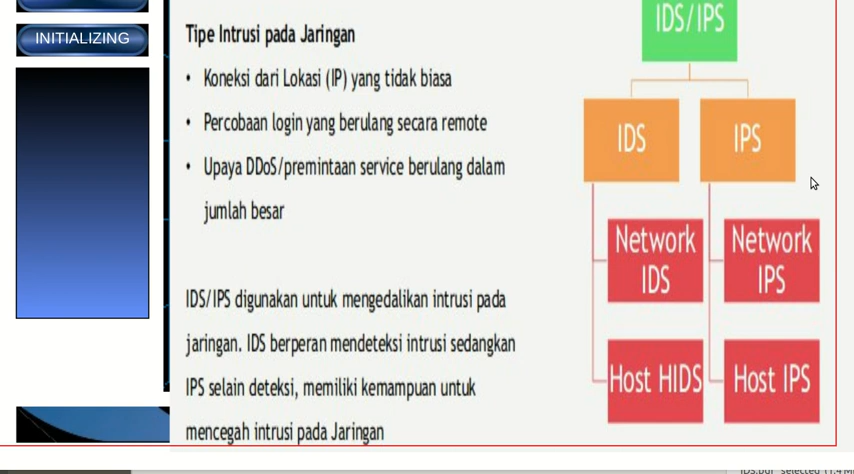 INITIALIZING
Tipe Intrusi pada Jaringan
• Koneksi dari Lokasi (IP) yang tidak biasa
• Percobaan login yang berulang secara remote
• Upaya DDoS/premintaan service berulang dalam
jumlah besar
IDS/IPS digunakan untuk mengedalikan intrusi pada
jaringan. IDS berperan mendeteksi intrusi sedangkan
IPS selain deteksi, memiliki kemampuan untuk
mencegah intrusi pada Jaringan
IDS/IPS
IDS
IPS
Network
IDS
Network
IPS
Host HIDS
Host IPS